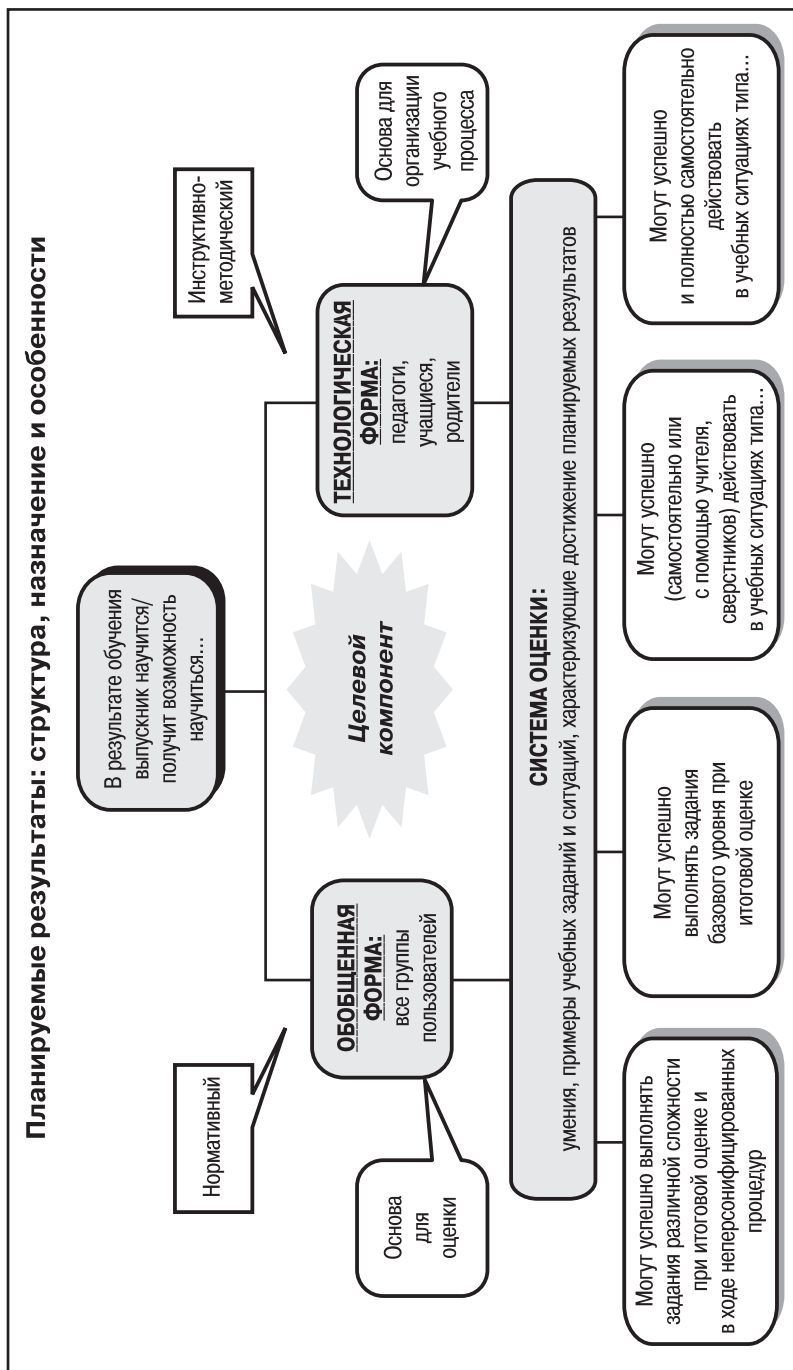 Планируемые результаты: структура, назначение и особенности
В результате обучения
выпускник научится/
получит возможность
научиться...
Нормативный
Инструктивно-
методический
ОБОБЩЕННАЯ
ФОРМА:
все группы
пользователей
Целевой
компонент
ТЕХНОЛОГИЧЕСКАЯ
ФОРМА:
педагоги,
учащиеся,
родители
Основа
для
оценки
Основа для
организации
учебного
процесса
СИСТЕМА ОЦЕНКИ:
умения, примеры учебных заданий и ситуаций, характеризующие достижение планируемых результатов
Могут успешно выполнять
задания различной сложности
при итоговой оценке и
в ходе неперсонифицированных
процедур
Могут успешно
выполнять задания
базового уровня при
итоговой оценке
Могут успешно
(самостоятельно или
с помощью учителя,
сверстников) действовать
в учебных ситуациях типа...
Могут успешно
и полностью самостоятельно
действовать
в учебных ситуациях типа...